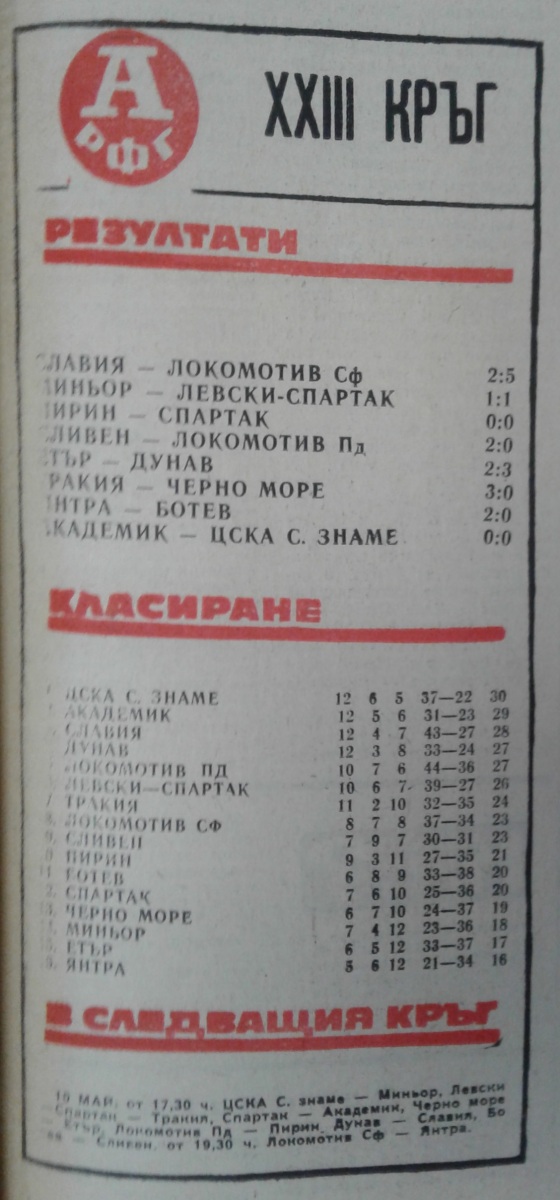 А
РФГ
XXIII КРЪГ
РЕЗУЛТАТИ
СЛАВИЯ — ЛОКОМОТИВ Сф 2:5
МИНЬОР — ЛЕВСКИ-СПАРТАК 1:1
ПИРИН — СПАРТАК 0:0
СЛИВЕН — ЛОКОМОТИВ Пд 2:0
ЕТЪР — ДУНАВ 2:3
ТРАКИЯ — ЧЕРНО МОРЕ 3:0
ЯНТРА — БОТЕВ 2:0
АКАДЕМИК — ЦСКА С. ЗНАМЕ 0:0
КЛАСИРАНЕ
ЦСКА С. ЗНАМЕ 12 6 5 37—22 30
АКАДЕМИК 12 5 6 31—23 29
СЛАВИЯ 12 4 7 43—27 28
ДУНАВ 12 3 8 33—24 27
ЛОКОМОТИВ ПД 10 7 6 44—36 27
ЛЕВСКИ—СПАРТАК 10 6 7 39—27 26
7. ТРАКИЯ 11 2 10 32—35 24
8. ЛОКОМОТИВ СФ 8 7 8 37—34 23
9. СЛИВЕН 7 9 7 30—31 23
ПИРИН 9 3 11 27—35 21
БОТЕВ 6 8 9 33—38 20
СПАРТАК 7 6 10 25—36 20
ЧЕРНО МОРЕ 6 7 10 24—37 19
МИНЬОР 7 4 12 23—36 18
ЕТЪР 6 5 12 33—37 17
ЯНТРА 5 6 12 21—34 16
В СЛЕДВАЩИЯ КРЪГ
МАЙ, от 17,30 ч. ЦСКА С. знаме — Миньор, Левски
Спартак — Тракия, Спартак — Академик, Черно море
— Етър, Локомотив Пд — Пирин, Дунав — Славия, Бо
— Сливен, от 19,30 ч. Локомотив Сф — Янтра.